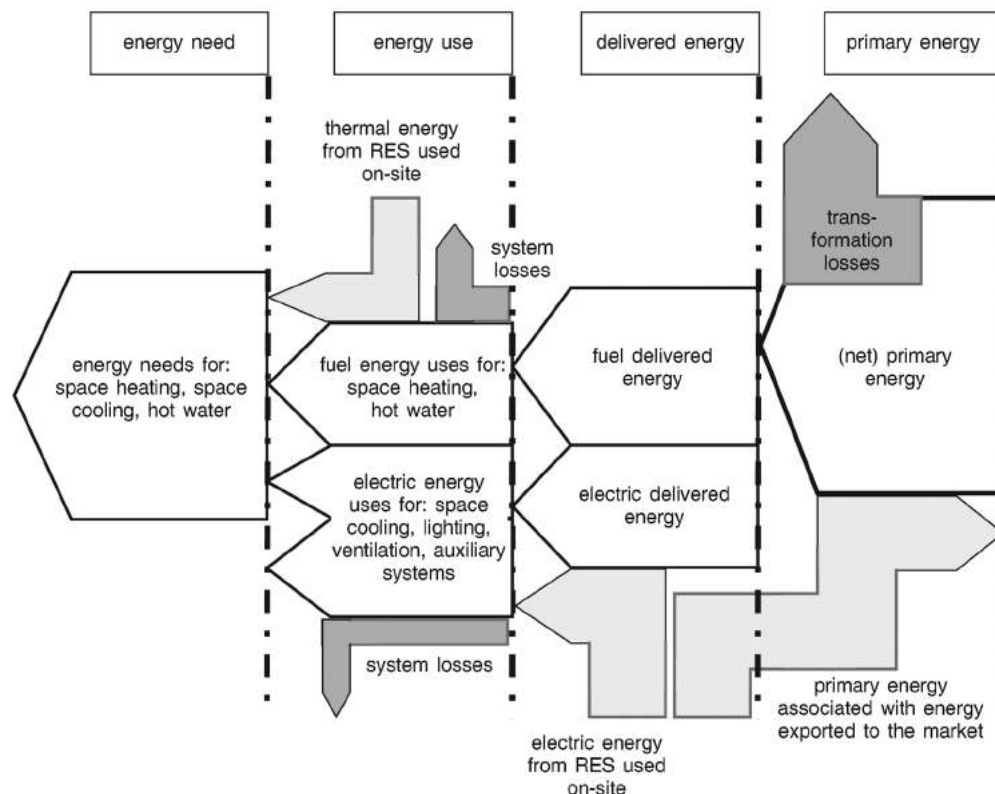 energy need
energy use
delivered energy
primary energy
thermal energy
from RES used
on-site
system
losses
trans-
formation
losses
energy needs for:
space heating, space
cooling, hot water
fuel energy uses for:
space heating,
hot water
fuel delivered
energy
(net) primary
energy
electric energy
uses for: space
cooling, lighting,
ventilation, auxiliary
systems
electric delivered
energy
system losses
electric energy
from RES used
on-site
primary energy
associated with energy
exported to the market